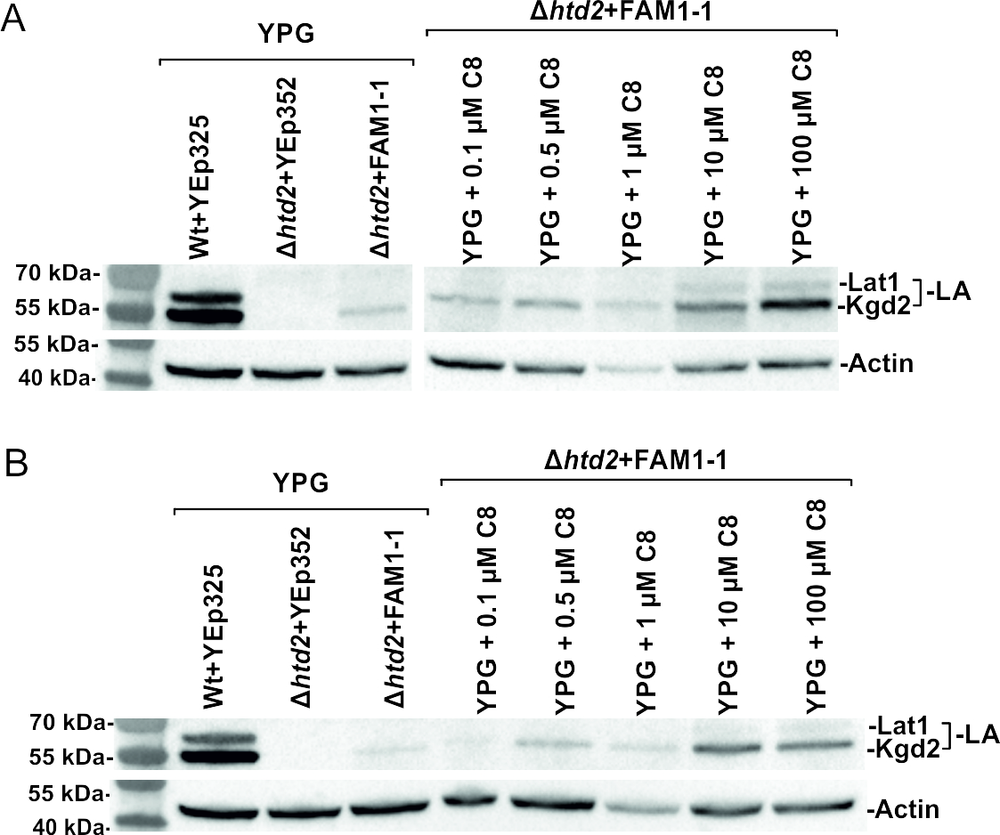 A
Δhtd2+FAM1-1
YPG
Wt+YEp325
Δhtd2+YEp352
Δhtd2+FAM1-1
YPG + 0.1 µM C8
YPG + 0.5 µM C8
YPG + 1 µM C8
YPG + 10 µM C8
YPG + 100 µM C8
70 kDa-
55 kDa-
-Lat1
-Kgd2
-LA
55 kDa-
40 kDa-
-Actin
B
Δhtd2+FAM1-1
YPG
Wt+YEp325
Δhtd2+YEp352
Δhtd2+FAM1-1
YPG + 0.1 µM C8
YPG + 0.5 µM C8
YPG + 1 µM C8
YPG + 10 µM C8
YPG + 100 µM C8
70 kDa-
55 kDa-
-Lat1
-Kgd2
-LA
55 kDa-
40 kDa-
-Actin